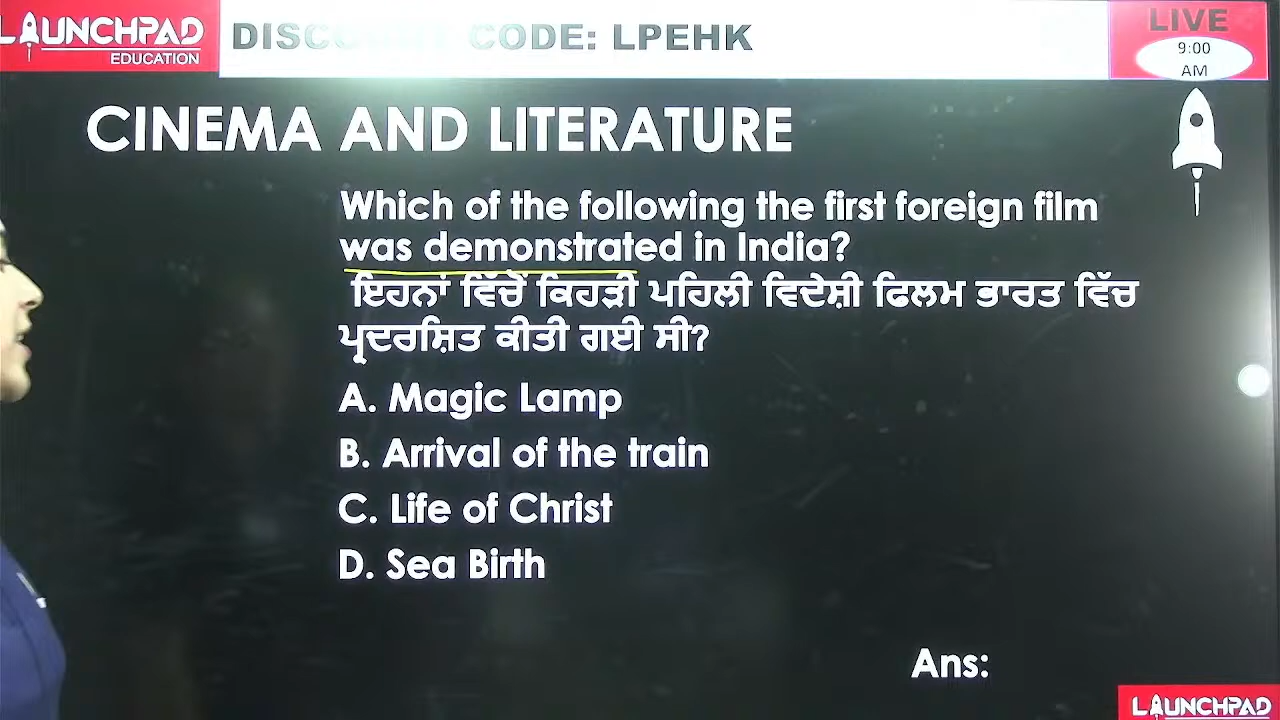 LAUNCHPAD
EDUCATION
CODE: LPEHK
LIVE
9:00
AM
CINEMA AND LITERATURE
Which of the following the first foreign film
was demonstrated in India?
ਇਹਨਾਂ ਵਿੱਚੋਂ ਕਿਹੜੀ ਪਹਿਲੀ ਵਿਦੇਸ਼ੀ ਫਿਲਮ ਭਾਰਤ ਵਿੱਚ
ਪ੍ਰਦਰਸ਼ਿਤ ਕੀਤੀ ਗਈ ਸੀ?
A. Magic Lamp
B. Arrival of the train
C. Life of Christ
D. Sea Birth
Ans:
LAUNCHPAD